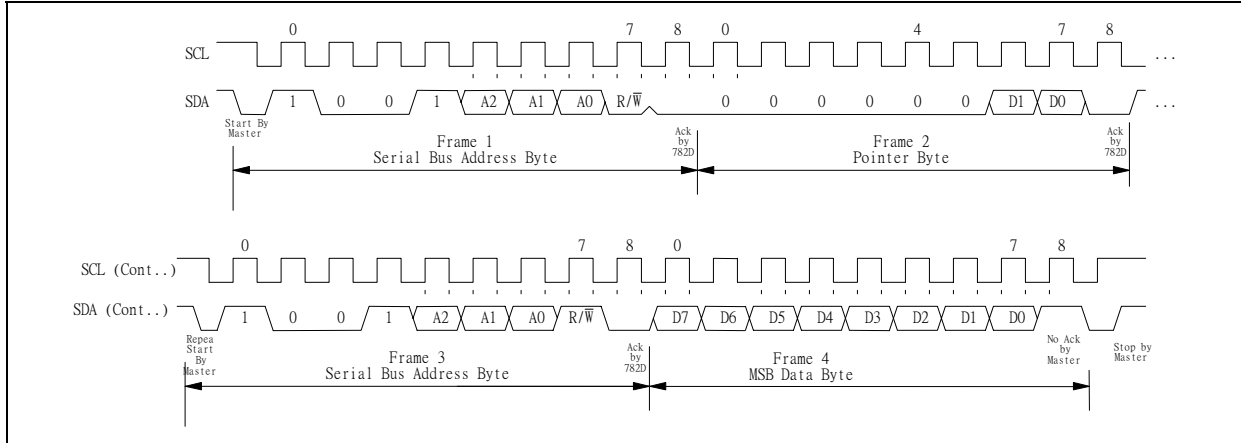 0 7 8 0 4 7 8
SCL ...
SDA 1 0 0 1 A2 A1 A0 R/W̅ 0 0 0 0 0 0 D1 D0 ...
Start By
Master
Frame 1
Serial Bus Address Byte
Ack
by
782D
Frame 2
Pointer Byte
Ack
by
782D
0 7 8 0 7 8
SCL (Cont..)
SDA (Cont..) 1 0 0 1 A2 A1 A0 R/W̅ D7 D6 D5 D4 D3 D2 D1 D0
Repea
Start
By
Master
Frame 3
Serial Bus Address Byte
Ack
by
782D
Frame 4
MSB Data Byte
No Ack
by
Master
Stop by
Master